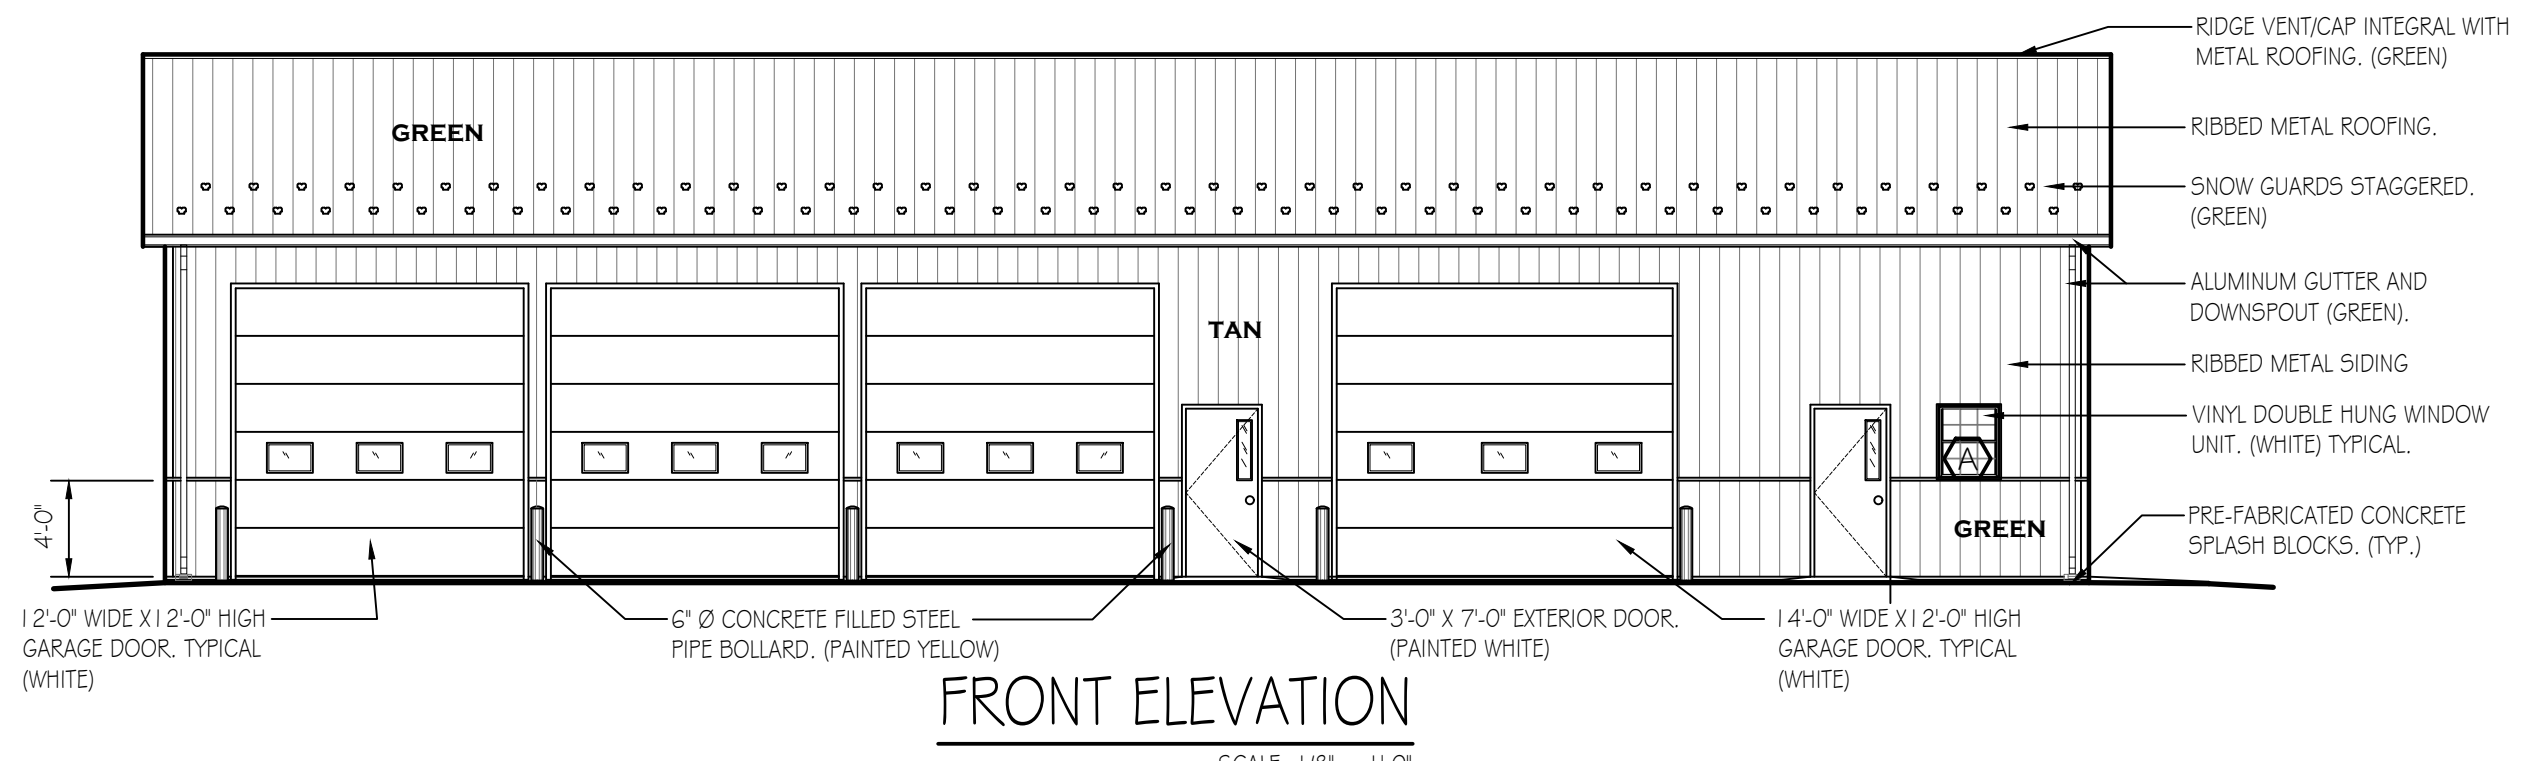 RIDGE VENT/CAP INTEGRAL WITH
METAL ROOFING. (GREEN)
GREEN
RIBBED METAL ROOFING.
SNOW GUARDS STAGGERED.
(GREEN)
ALUMINUM GUTTER AND
DOWNSPOUT (GREEN).
TAN
RIBBED METAL SIDING
VINYL DOUBLE HUNG WINDOW
UNIT. (WHITE) TYPICAL.
A
4'-0"
GREEN
PRE-FABRICATED CONCRETE
SPLASH BLOCKS. (TYP.)
12'-0" WIDE X12'-0" HIGH
GARAGE DOOR. TYPICAL
(WHITE)
6" Ø CONCRETE FILLED STEEL
PIPE BOLLARD. (PAINTED YELLOW)
3'-0" X 7'-0" EXTERIOR DOOR.
(PAINTED WHITE)
14'-0" WIDE X12'-0" HIGH
GARAGE DOOR. TYPICAL
(WHITE)
FRONT ELEVATION